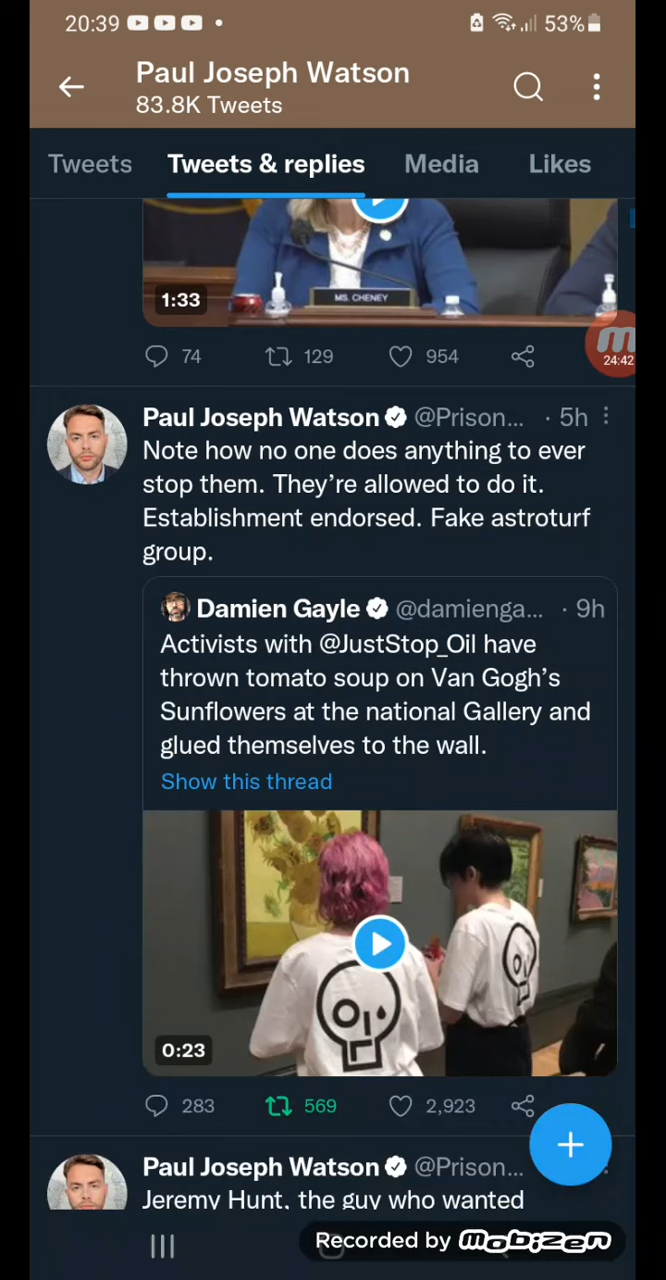 20:39
53%
Paul Joseph Watson
83.8K Tweets
Tweets
Tweets & replies
Media
Likes
MS. CHENEY
1:33
24:42
74
129
954
Paul Joseph Watson @Prison... · 5h
Note how no one does anything to ever
stop them. They’re allowed to do it.
Establishment endorsed. Fake astroturf
group.
Damien Gayle @damienga... · 9h
Activists with @JustStop_Oil have
thrown tomato soup on Van Gogh’s
Sunflowers at the national Gallery and
glued themselves to the wall.
Show this thread
0:23
283
569
2,923
Paul Joseph Watson @Prison...
Jeremy Hunt, the guy who wanted
Recorded by mobizen